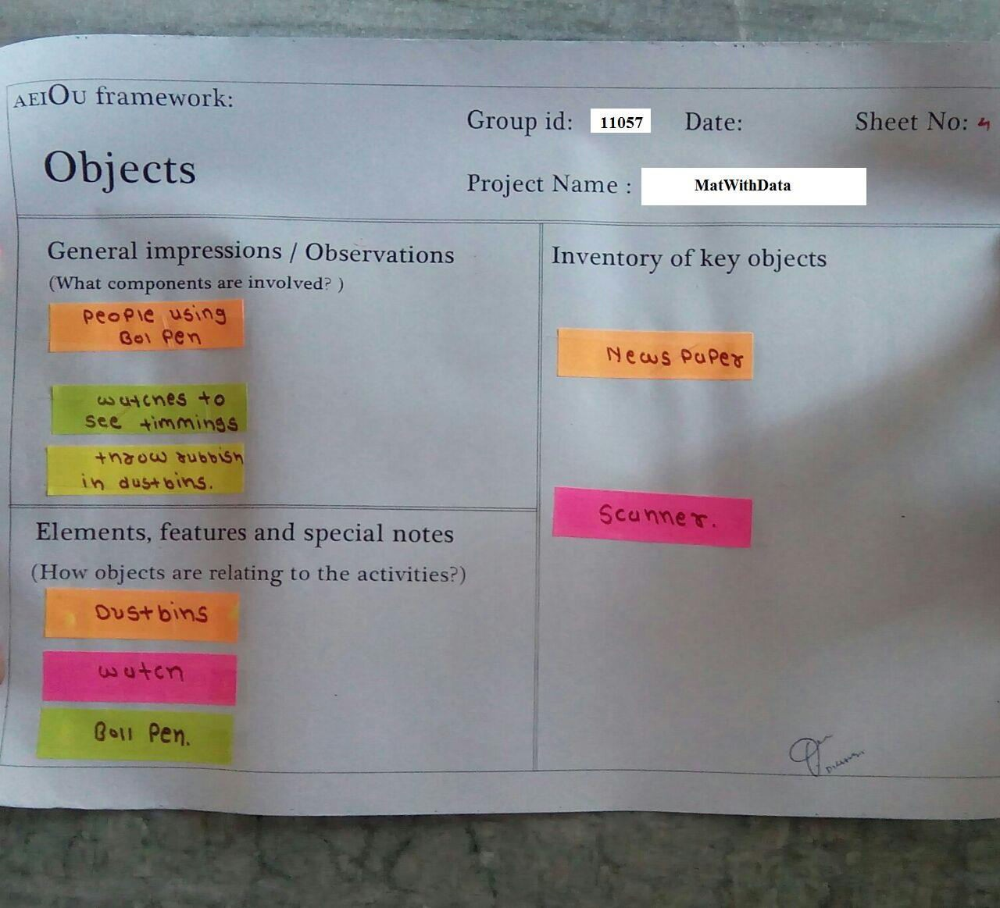 AEIOU framework:
Group id: 11057 Date: Sheet No: 4
Objects
Project Name : MatWithData
General impressions / Observations
(What components are involved? )
People using
Bol Pen
watches to
see timmings
throw rubbish
in dustbins.
Elements, features and special notes
(How objects are relating to the activities?)
Dustbins
watch
Boll Pen.
Inventory of key objects
News Paper
Scanner.